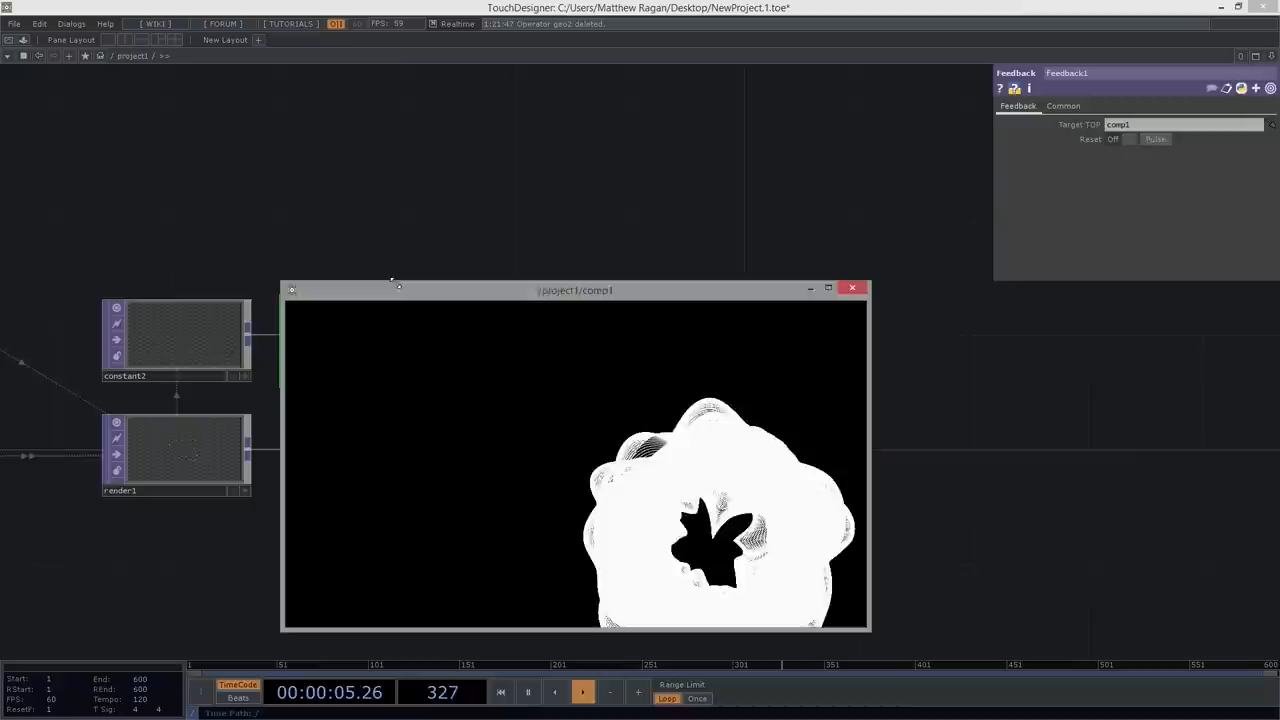 TouchDesigner: C:/Users/Matthew Ragan/Desktop/NewProject.1.toe*
File Edit Dialogs Help [ WIKI ] [ FORUM ] [ TUTORIALS ] O|I 60 FPS: 59 Realtime 1:21:47 Operator geo2 deleted.
Pane Layout New Layout +
/ project1 / >> 0
Feedback feedback1
? i
Feedback Common
Target TOP comp1
Reset Off Pulse
/project1/comp1
constant2
render1
1 51 101 151 201 251 301 351 401 451 501 551 600
Start: 1 End: 600
RStart: 1 REnd: 600
FPS: 60 Tempo: 120
ResetF: 1 T Sig: 4 4
TimeCode
Beats
00:00:05.26 327
Range Limit
Loop Once
/ Time Path: /